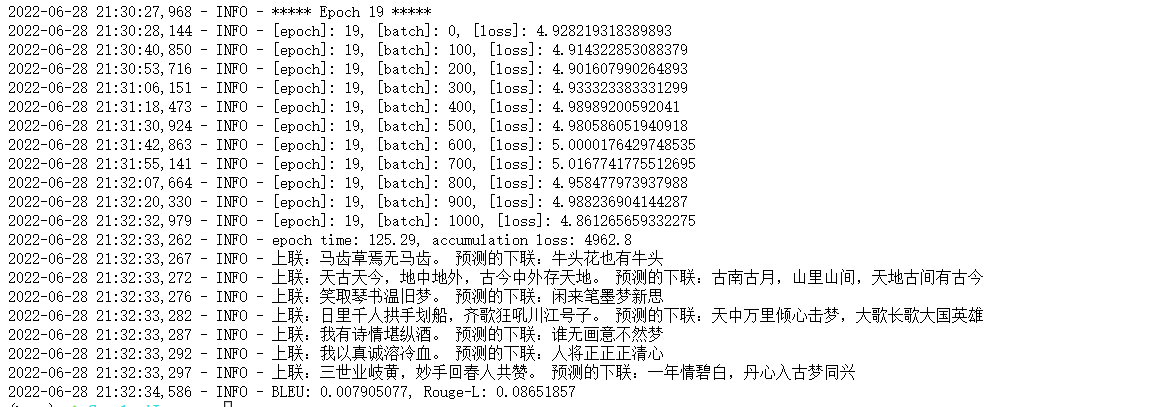 2022-06-28 21:30:27,968 - INFO - ***** Epoch 19 *****
2022-06-28 21:30:28,144 - INFO - [epoch]: 19, [batch]: 0, [loss]: 4.928219318389893
2022-06-28 21:30:40,850 - INFO - [epoch]: 19, [batch]: 100, [loss]: 4.914322853088379
2022-06-28 21:30:53,716 - INFO - [epoch]: 19, [batch]: 200, [loss]: 4.901607990264893
2022-06-28 21:31:06,151 - INFO - [epoch]: 19, [batch]: 300, [loss]: 4.933323383331299
2022-06-28 21:31:18,473 - INFO - [epoch]: 19, [batch]: 400, [loss]: 4.98989200592041
2022-06-28 21:31:30,924 - INFO - [epoch]: 19, [batch]: 500, [loss]: 4.980586051940918
2022-06-28 21:31:42,863 - INFO - [epoch]: 19, [batch]: 600, [loss]: 5.0000176429748535
2022-06-28 21:31:55,141 - INFO - [epoch]: 19, [batch]: 700, [loss]: 5.0167741775512695
2022-06-28 21:32:07,664 - INFO - [epoch]: 19, [batch]: 800, [loss]: 4.958477973937988
2022-06-28 21:32:20,330 - INFO - [epoch]: 19, [batch]: 900, [loss]: 4.988236904144287
2022-06-28 21:32:32,979 - INFO - [epoch]: 19, [batch]: 1000, [loss]: 4.861265659332275
2022-06-28 21:32:33,262 - INFO - epoch time: 125.29, accumulation loss: 4962.8
2022-06-28 21:32:33,267 - INFO - 上联：马齿草焉无马齿。 预测的下联：牛头花也有牛头
2022-06-28 21:32:33,272 - INFO - 上联：天古天今，地中地外，古今中外存天地。 预测的下联：古南古月，山里山间，天地古间有古今
2022-06-28 21:32:33,276 - INFO - 上联：笑取琴书温旧梦。 预测的下联：闲来笔墨梦新思
2022-06-28 21:32:33,282 - INFO - 上联：日里千人拱手划船，齐歌狂吼川江号子。 预测的下联：天中万里倾心击梦，大歌长歌大国英雄
2022-06-28 21:32:33,287 - INFO - 上联：我有诗情堪纵酒。 预测的下联：谁无画意不然梦
2022-06-28 21:32:33,292 - INFO - 上联：我以真诚溶冷血。 预测的下联：人将正正正清心
2022-06-28 21:32:33,297 - INFO - 上联：三世业岐黄，妙手回春人共赞。 预测的下联：一年情碧白，丹心入古梦同兴
2022-06-28 21:32:34,586 - INFO - BLEU: 0.007905077, Rouge-L: 0.08651857